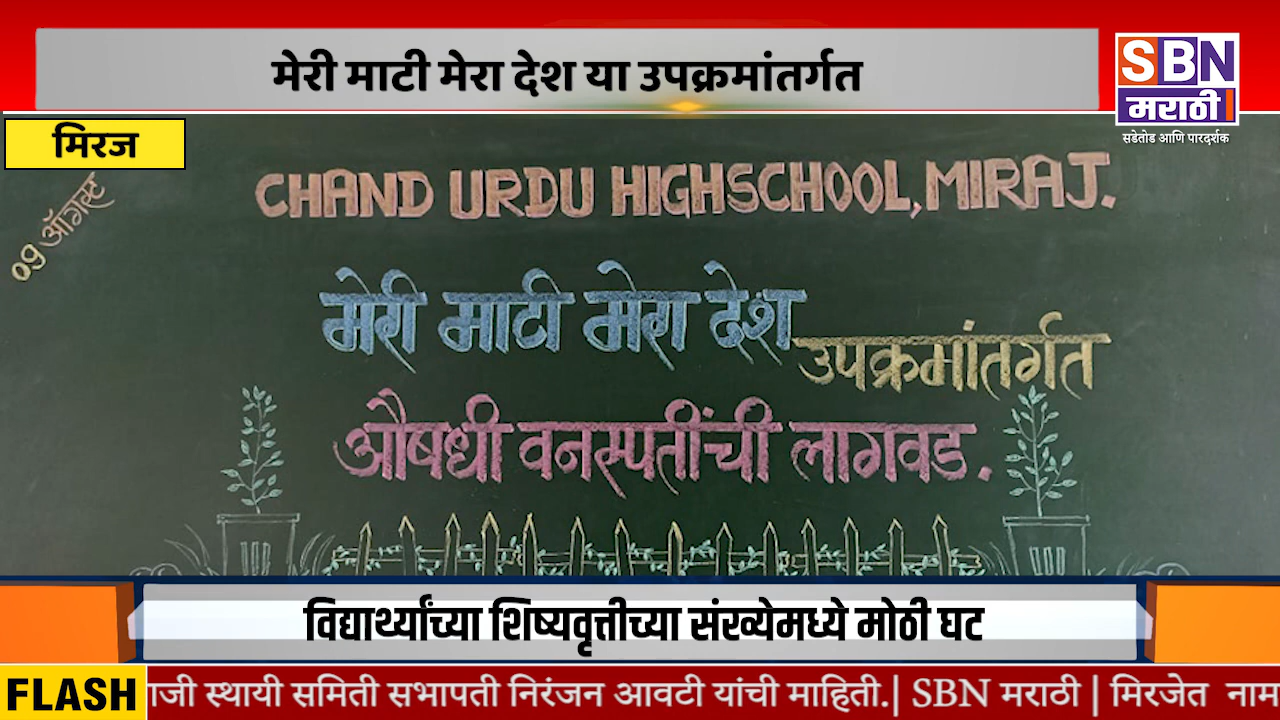 मेरी माटी मेरा देश या उपक्रमांतर्गत
SBN
मराठी
सडेतोड आणि पारदर्शक
मिरज
09 ऑगस्ट
CHAND URDU HIGHSCHOOL, MIRAJ.
मेरी माटी मेरा देश
उपक्रमांतर्गत
औषधी वनस्पतींची लागवड.
विद्यार्थ्यांच्या शिष्यवृत्तीच्या संख्येमध्ये मोठी घट
FLASH
ाजी स्थायी समिती सभापती निरंजन आवटी यांची माहिती.| SBN मराठी | मिरजेत नाम